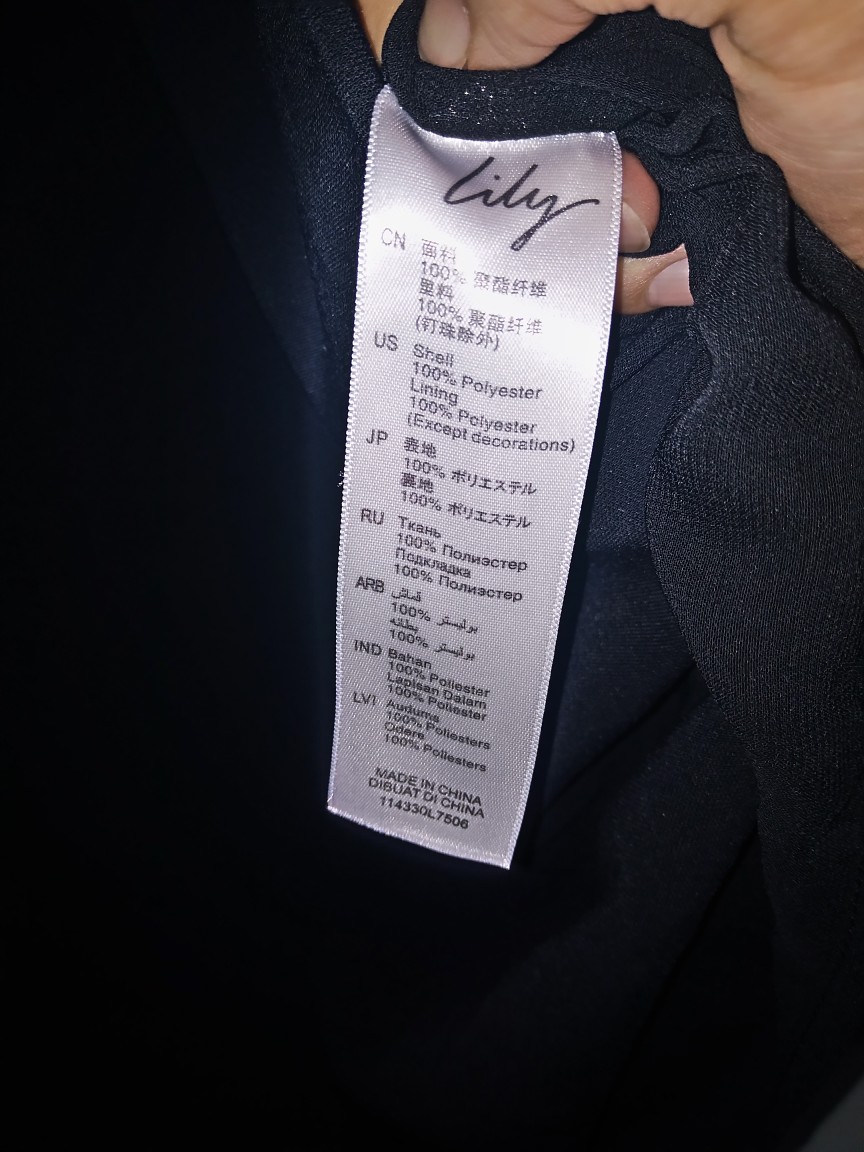 Lily
CN 面料
100% 聚酯纤维
里料
100% 聚酯纤维
(钉珠除外)
US Shell
100% Polyester
Lining
100% Polyester
(Except decorations)
JP 表地
100% ポリエステル
裏地
100% ポリエステル
RU Ткань
100% Полиэстер
Подкладка
100% Полиэстер
ARB قماش
100% بوليستر
بطانه
100% بوليستر
IND Bahan
100% Poliester
Lapisan Dalam
100% Poliester
LVI Audums
100% Poliesters
Odere
100% Poliesters
MADE IN CHINA
DIBUAT DI CHINA
114330L7506